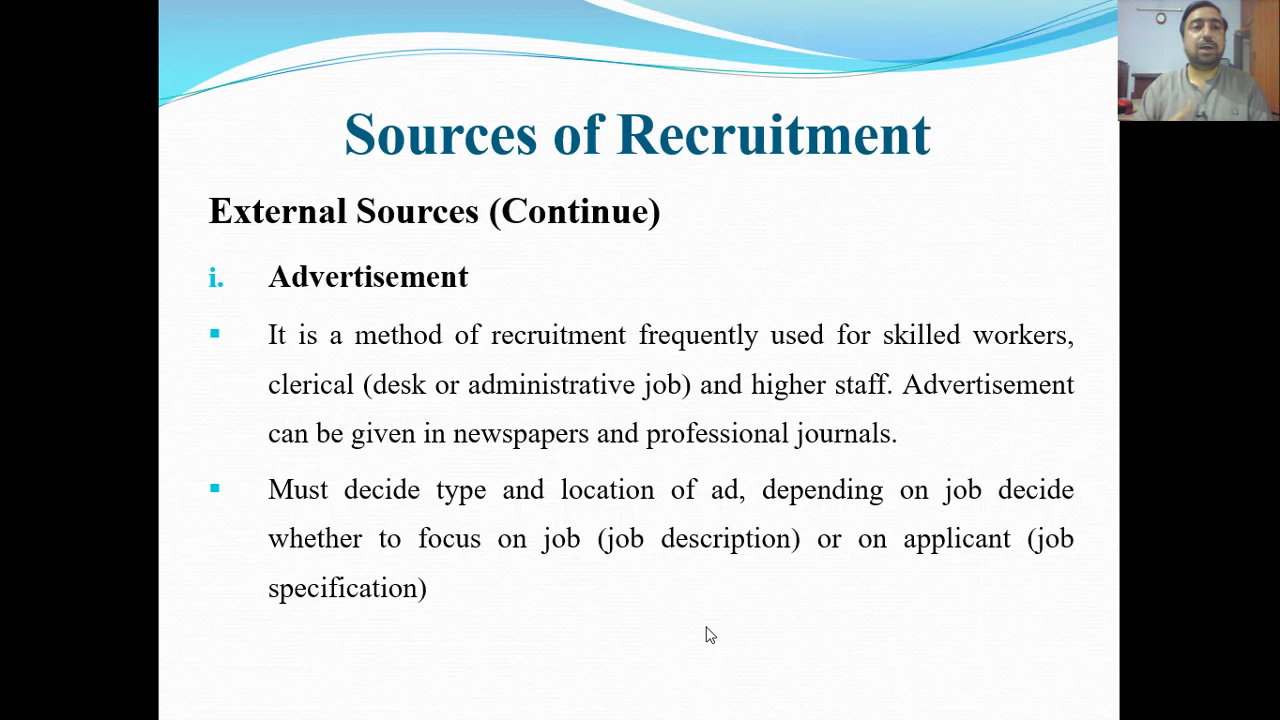 Sources of Recruitment
External Sources (Continue)
i. Advertisement
▪ It is a method of recruitment frequently used for skilled workers,
clerical (desk or administrative job) and higher staff. Advertisement
can be given in newspapers and professional journals.
▪ Must decide type and location of ad, depending on job decide
whether to focus on job (job description) or on applicant (job
specification)